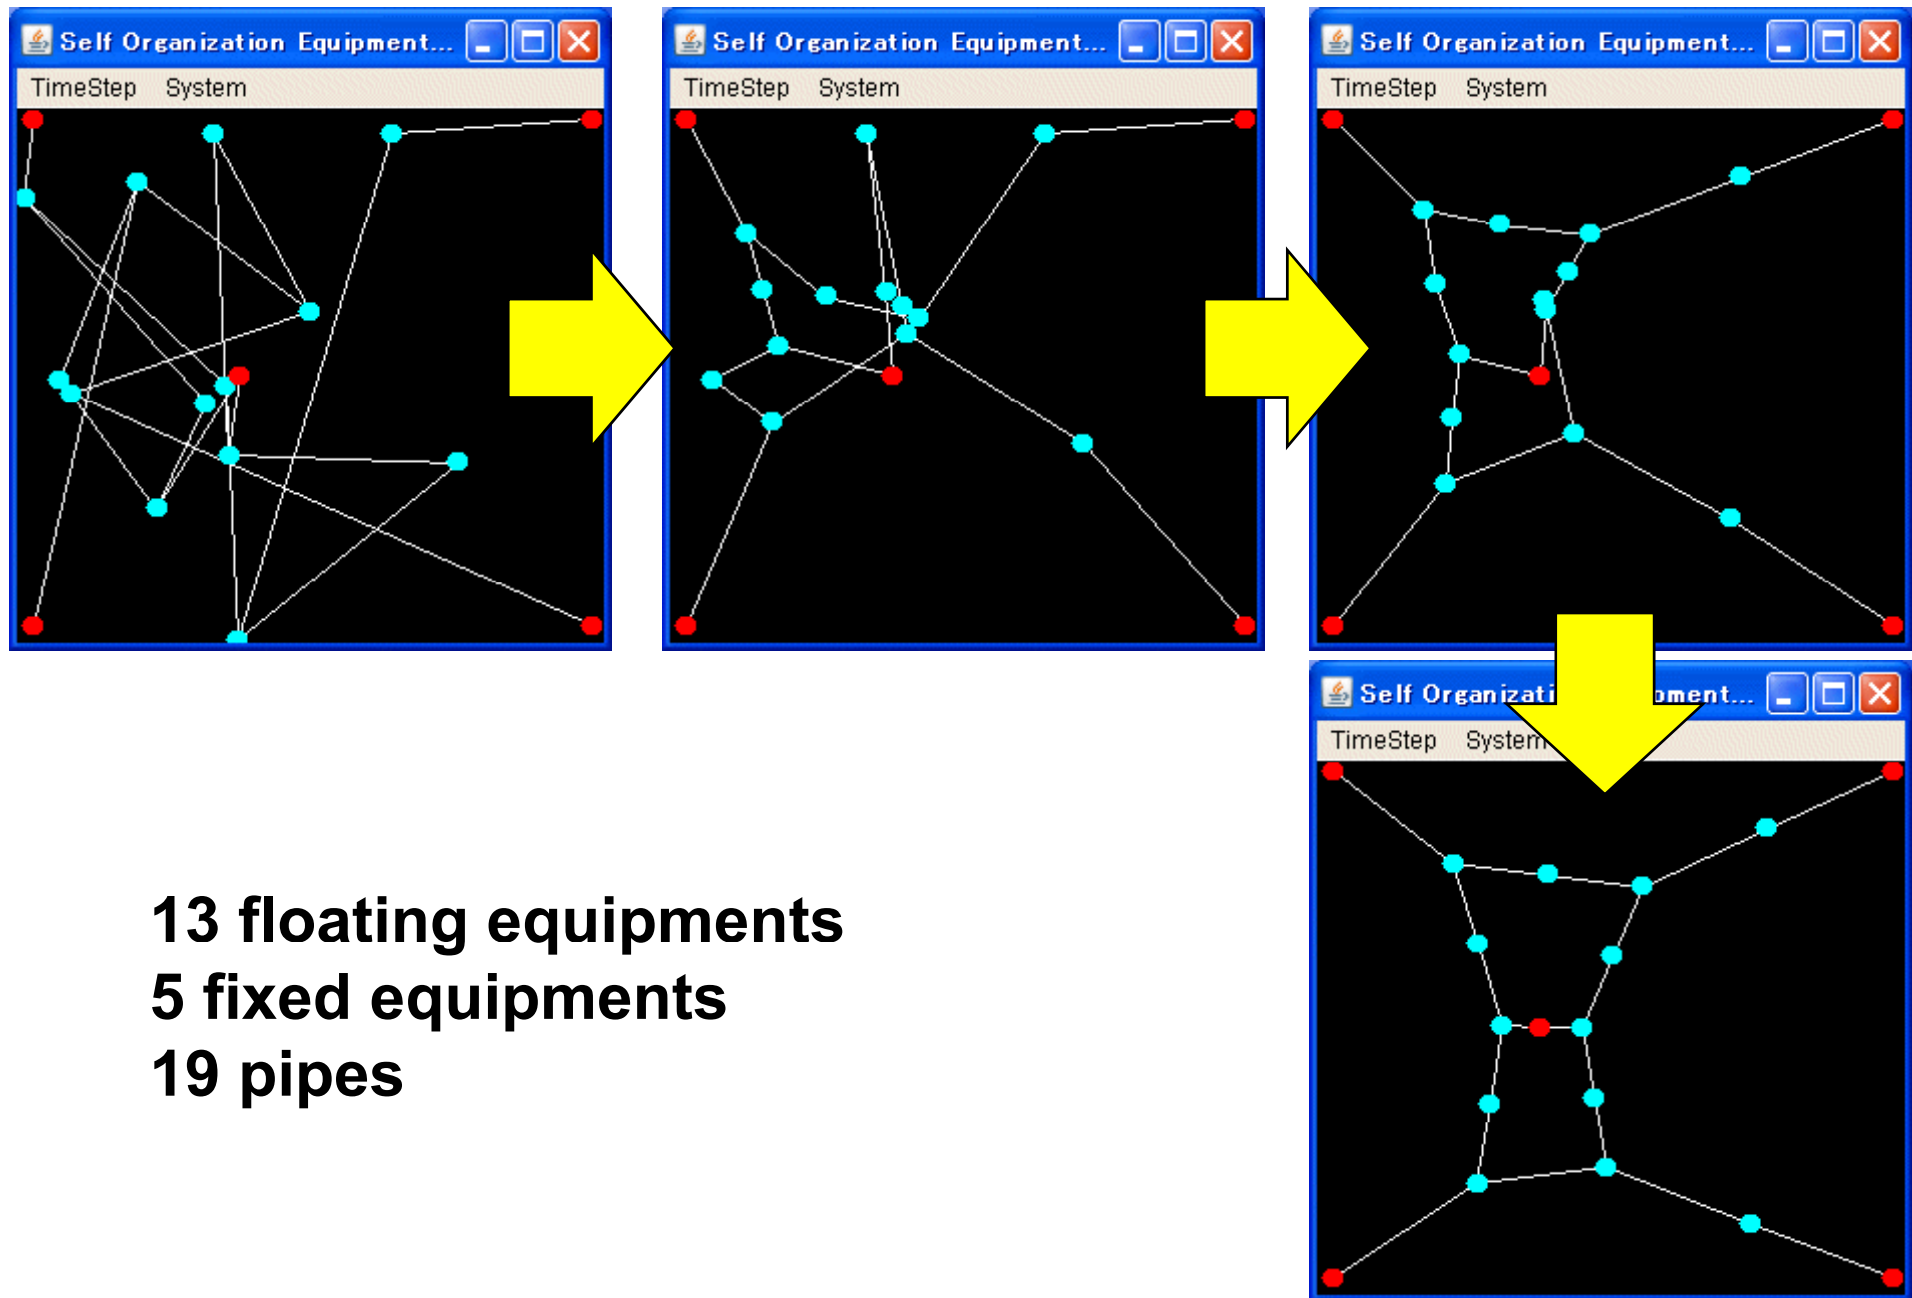 Self Organization Equipment...
TimeStep System
Self Organization Equipment...
TimeStep System
Self Organization Equipment...
TimeStep System
Self Organizati pment...
TimeStep System
13 floating equipments
5 fixed equipments
19 pipes